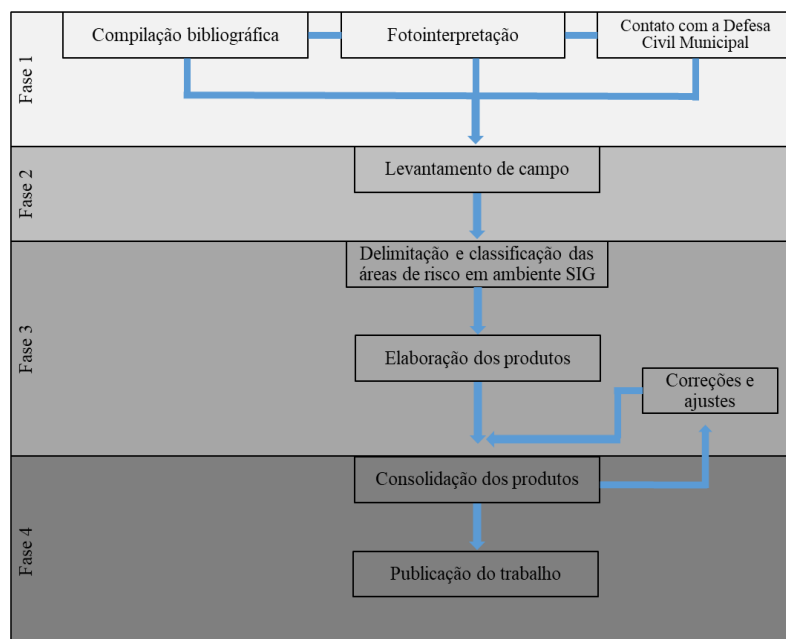 Fase 1
Compilação bibliográfica
Fotointerpretação
Contato com a Defesa
Civil Municipal
Fase 2
Levantamento de campo
Fase 3
Delimitação e classificação das
áreas de risco em ambiente SIG
Elaboração dos produtos
Correções e
ajustes
Fase 4
Consolidação dos produtos
Publicação do trabalho